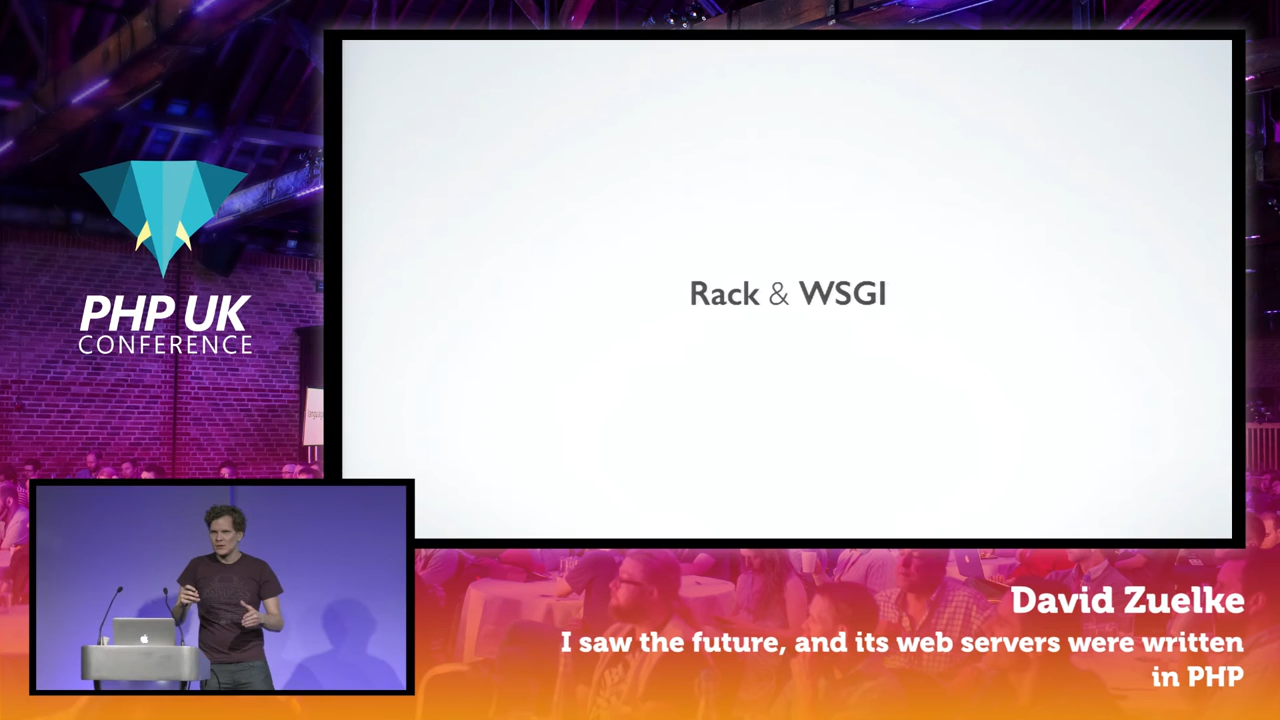 Rack & WSGI
PHP UK
CONFERENCE
David Zuelke
I saw the future, and its web servers were written
in PHP